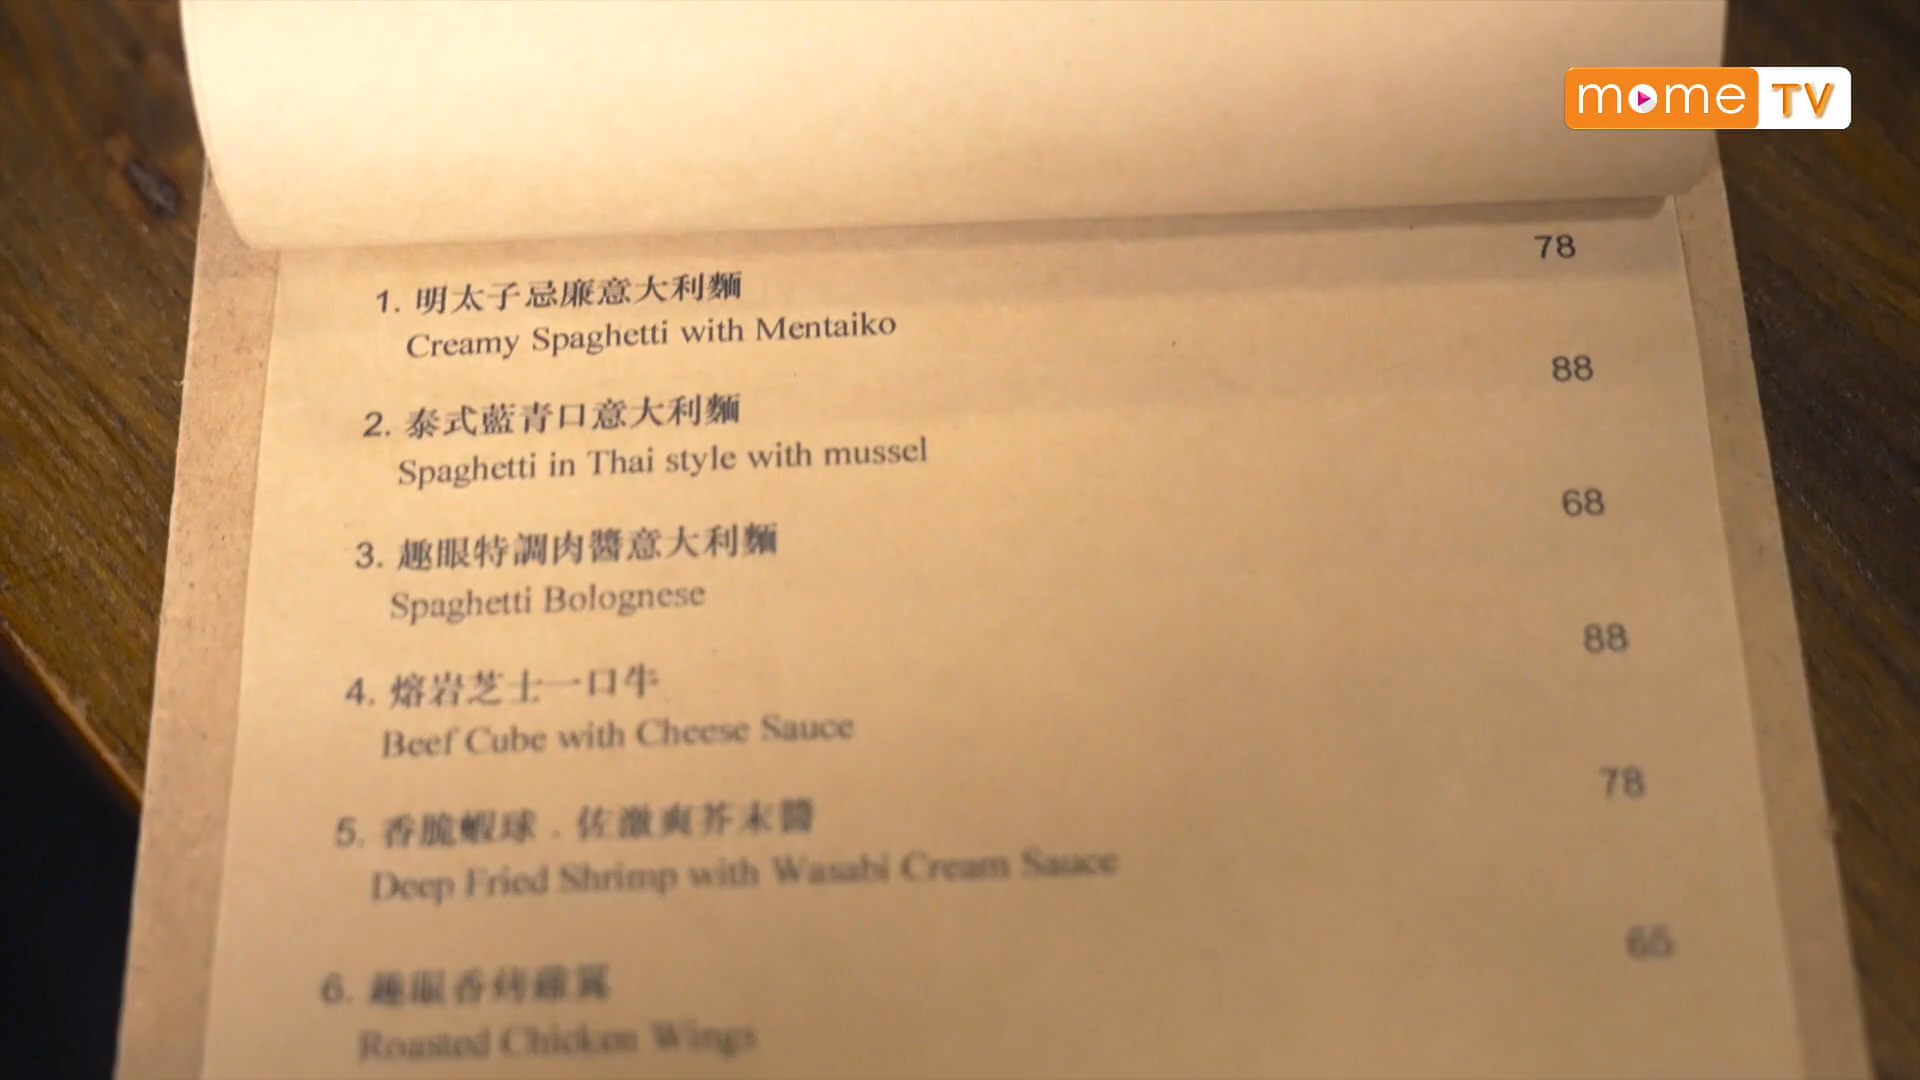 mome TV
78
1. 明太子忌廉意大利麵
Creamy Spaghetti with Mentaiko
88
2. 泰式藍青口意大利麵
Spaghetti in Thai style with mussel
68
3. 趣眼特調肉醬意大利麵
Spaghetti Bolognese
88
4. 熔岩芝士一口牛
Beef Cube with Cheese Sauce
78
5. 香脆蝦球 . 佐激爽芥末醬
Deep Fried Shrimp with Wasabi Cream Sauce
65
6. 趣眼香烤雞翼
Roasted Chicken Wings